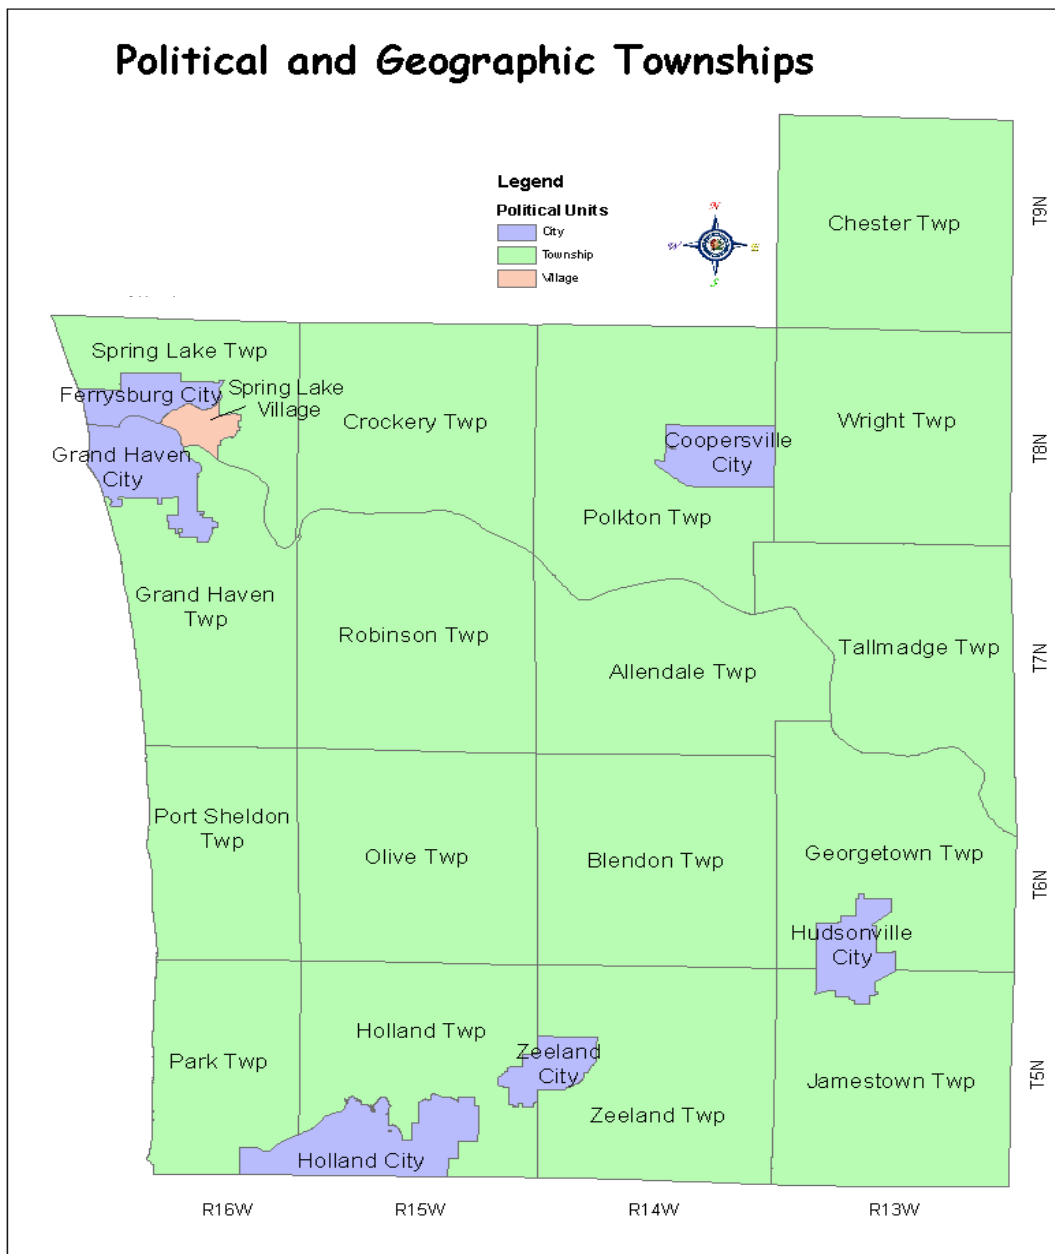 Political and Geographic Townships
Legend
Political Units
City
Township
Village
N
W
E
S
Chester Twp
T9N
Spring Lake Twp
Ferrysburg City
Spring Lake
Village
Crockery Twp
Wright Twp
Coopersville
City
T8N
Grand Haven
City
Polkton Twp
Grand Haven
Twp
Robinson Twp
Allendale Twp
Tallmadge Twp
T7N
Port Sheldon
Twp
Olive Twp
Blendon Twp
Georgetown Twp
T6N
Hudsonville
City
Holland Twp
Park Twp
Zeeland
City
Jamestown Twp
T5N
Zeeland Twp
Holland City
R16W
R15W
R14W
R13W